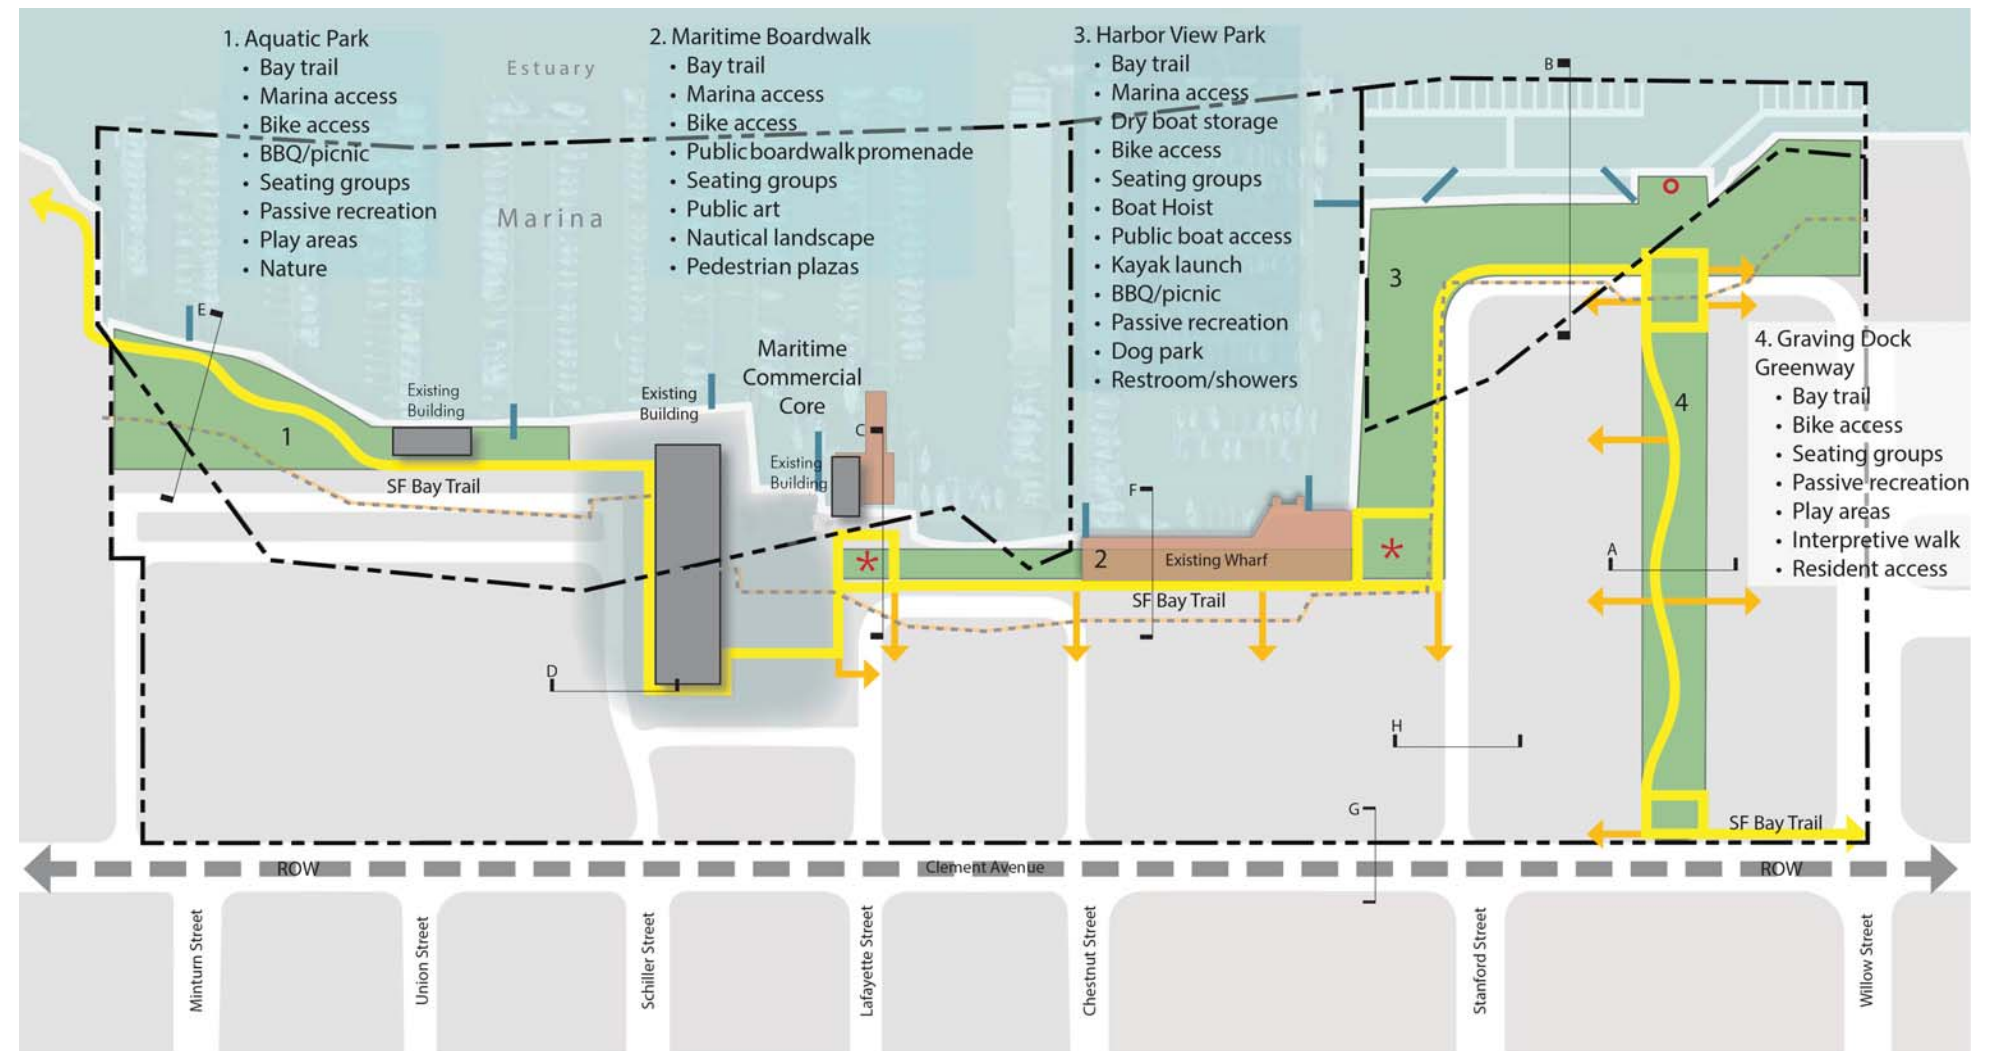 1. Aquatic Park
• Bay trail
• Marina access
• Bike access
• BBQ/picnic
• Seating groups
• Passive recreation
• Play areas
• Nature
Estuary
Marina
2. Maritime Boardwalk
• Bay trail
• Marina access
• Bike access
• Public boardwalk promenade
• Seating groups
• Public art
• Nautical landscape
• Pedestrian plazas
3. Harbor View Park
• Bay trail
• Marina access
• Dry boat storage
• Bike access
• Seating groups
• Boat Hoist
• Public boat access
• Kayak launch
• BBQ/picnic
• Passive recreation
• Dog park
• Restroom/showers
4. Graving Dock
Greenway
• Bay trail
• Bike access
• Seating groups
• Passive recreation
• Play areas
• Interpretive walk
• Resident access
B
E
3
4
1
Existing
Building
Existing
Building
Maritime
Commercial
Core
C
Existing
Building
SF Bay Trail
F
2
Existing Wharf
*
*
A
SF Bay Trail
D
H
G
SF Bay Trail
ROW
Clement Avenue
ROW
Minturn Street
Union Street
Schiller Street
Lafayette Street
Chestnut Street
Stanford Street
Willow Street